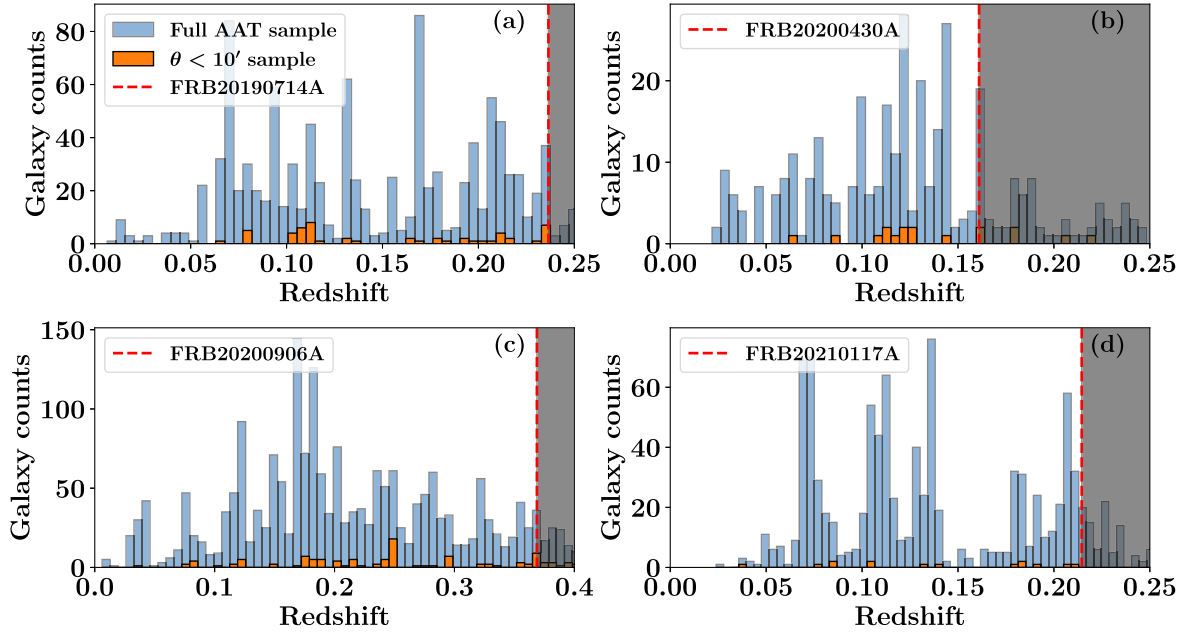 (a)
Full AAT sample
θ < 10′ sample
FRB20190714A
Galaxy counts
80
60
40
20
0
0.00 0.05 0.10 0.15 0.20 0.25
Redshift
(b)
FRB20200430A
Galaxy counts
20
10
0
0.00 0.05 0.10 0.15 0.20 0.25
Redshift
(c)
FRB20200906A
Galaxy counts
150
100
50
0
0.0 0.1 0.2 0.3 0.4
Redshift
(d)
FRB20210117A
Galaxy counts
60
40
20
0
0.00 0.05 0.10 0.15 0.20 0.25
Redshift